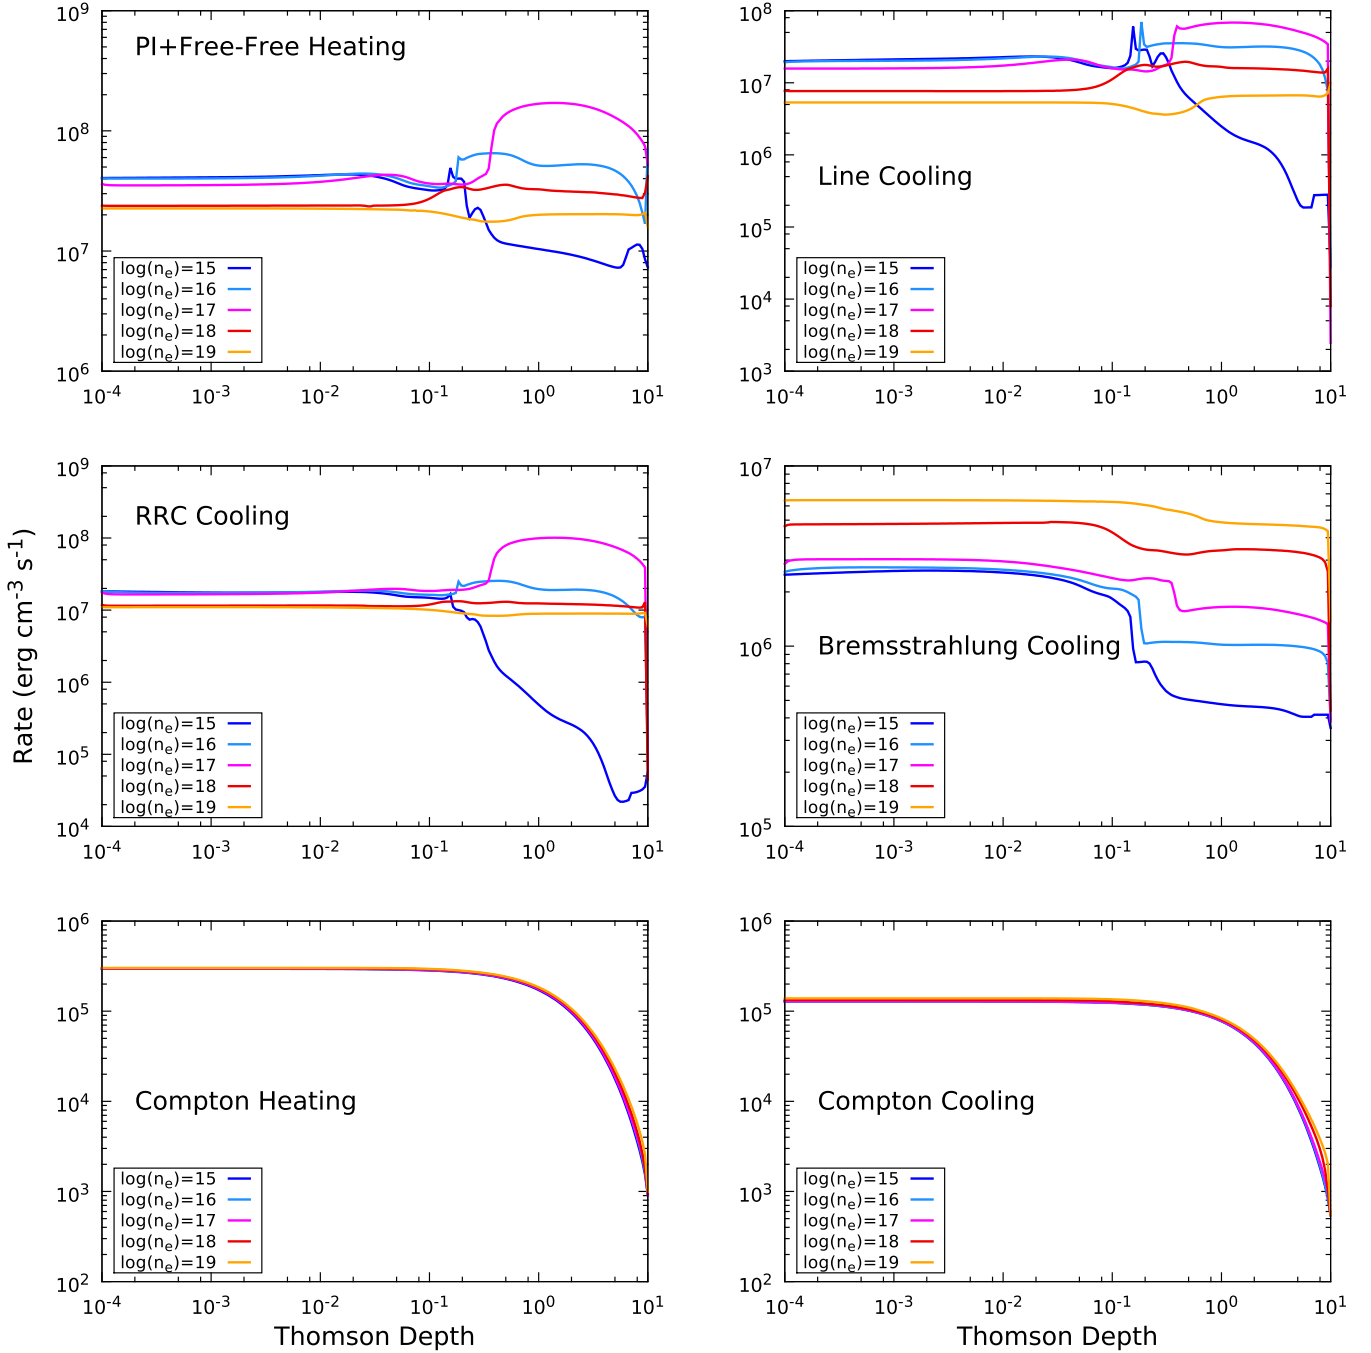 PI+Free-Free Heating
10^9
10^8
10^7
10^6
log(n_e)=15
log(n_e)=16
log(n_e)=17
log(n_e)=18
log(n_e)=19
10^-4 10^-3 10^-2 10^-1 10^0 10^1
Line Cooling
10^8
10^7
10^6
10^5
10^4
10^3
log(n_e)=15
log(n_e)=16
log(n_e)=17
log(n_e)=18
log(n_e)=19
10^-4 10^-3 10^-2 10^-1 10^0 10^1
Rate (erg cm^-3 s^-1)
RRC Cooling
10^9
10^8
10^7
10^6
10^5
10^4
log(n_e)=15
log(n_e)=16
log(n_e)=17
log(n_e)=18
log(n_e)=19
10^-4 10^-3 10^-2 10^-1 10^0 10^1
Bremsstrahlung Cooling
10^7
10^6
10^5
log(n_e)=15
log(n_e)=16
log(n_e)=17
log(n_e)=18
log(n_e)=19
10^-4 10^-3 10^-2 10^-1 10^0 10^1
Compton Heating
10^6
10^5
10^4
10^3
10^2
log(n_e)=15
log(n_e)=16
log(n_e)=17
log(n_e)=18
log(n_e)=19
10^-4 10^-3 10^-2 10^-1 10^0 10^1
Thomson Depth
Compton Cooling
10^6
10^5
10^4
10^3
10^2
log(n_e)=15
log(n_e)=16
log(n_e)=17
log(n_e)=18
log(n_e)=19
10^-4 10^-3 10^-2 10^-1 10^0 10^1
Thomson Depth